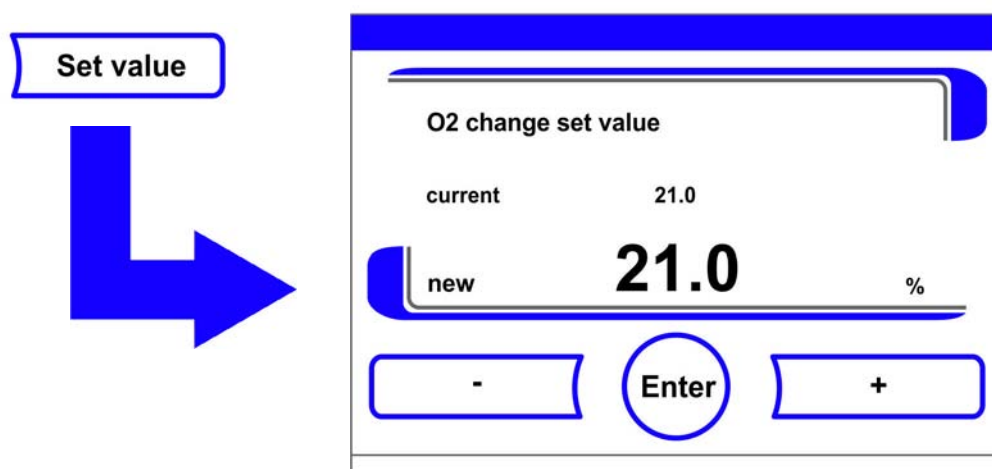 Set value
O2 change set value
current 21.0
new 21.0 %
- Enter +